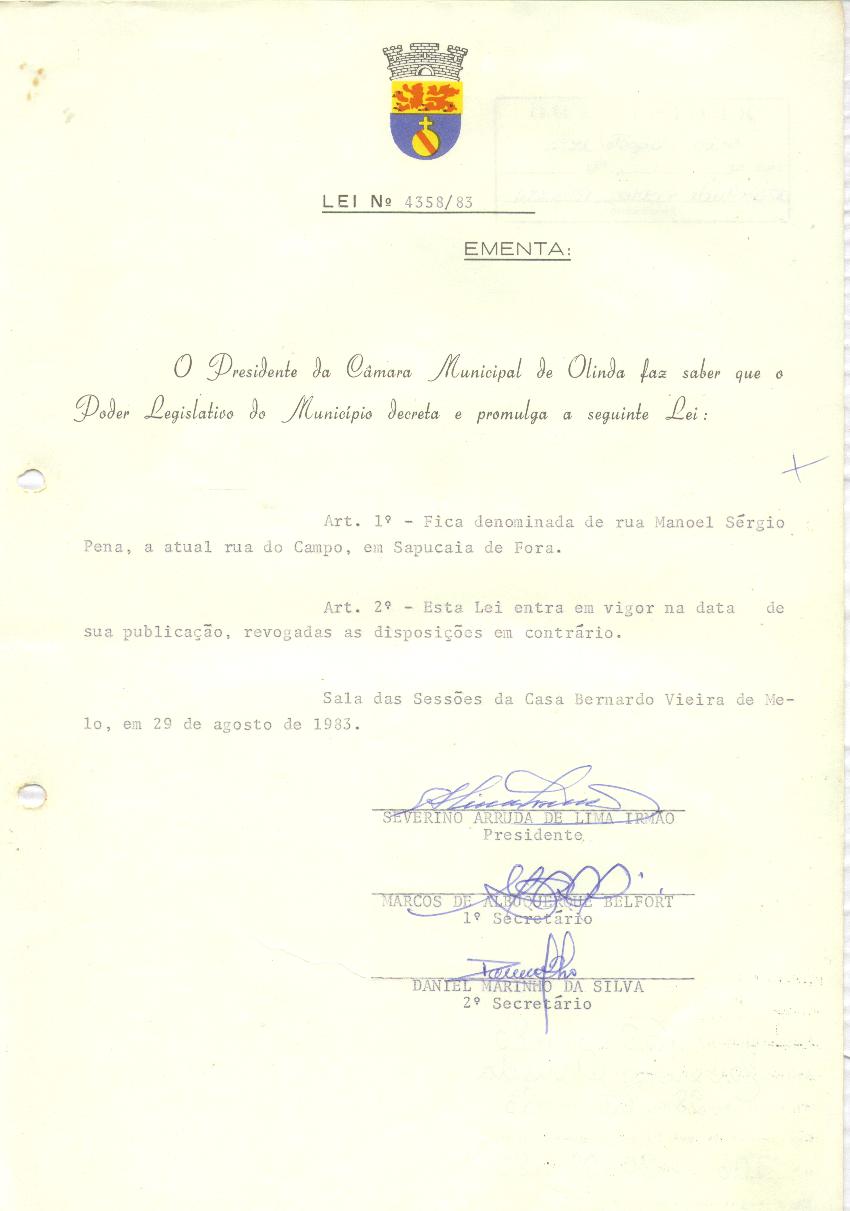 LEI Nº 4358/83
EMENTA:
O Presidente da Câmara Municipal de Olinda faz saber que o
Poder Legislativo do Município decreta e promulga a seguinte Lei:
Art. 1º - Fica denominada de rua Manoel Sérgio
Pena, a atual rua do Campo, em Sapucaia de Fora.
Art. 2º - Esta Lei entra em vigor na data de
sua publicação, revogadas as disposições em contrário.
Sala das Sessões da Casa Bernardo Vieira de Me-
lo, em 29 de agosto de 1983.
SEVERINO ARRUDA DE LIMA IRMÃO
Presidente
MARCOS DE ALBUQUERQUE BELFORT
1º Secretário
DANIEL MARINHO DA SILVA
2º Secretário